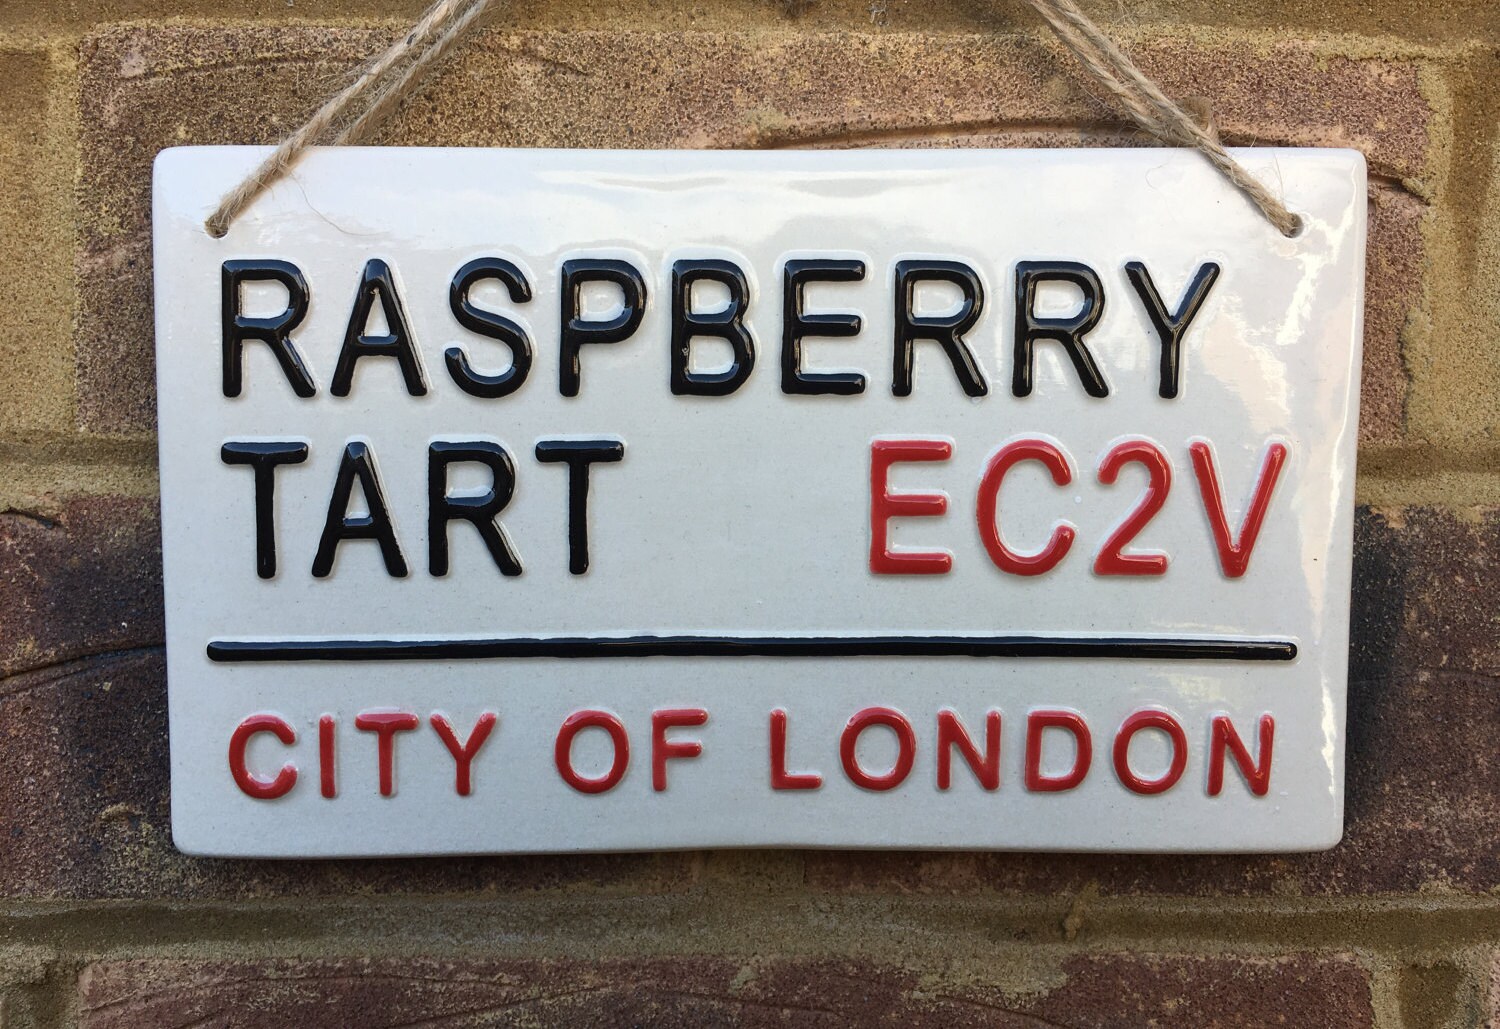 RASPBERRY
TART EC2V
CITY OF LONDON